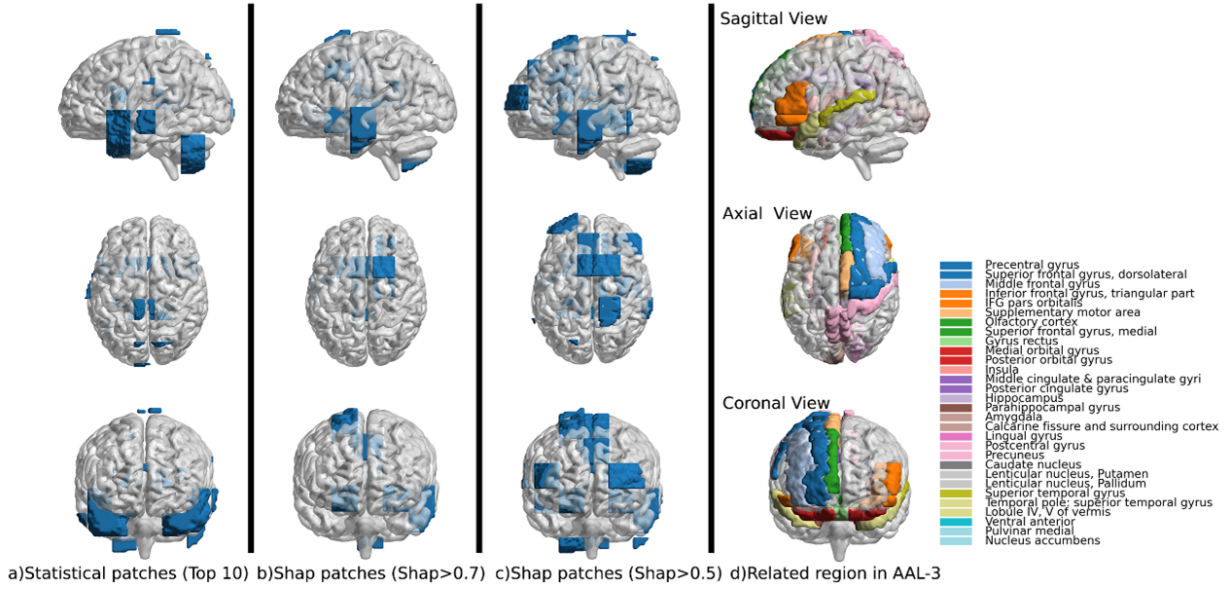 Sagittal View
Axial  View
Coronal View
Precentral gyrus
Superior frontal gyrus, dorsolateral
Middle frontal gyrus
Inferior frontal gyrus, triangular part
IFG pars orbitalis
Supplementary motor area
Olfactory cortex
Superior frontal gyrus, medial
Gyrus rectus
Medial orbital gyrus
Posterior orbital gyrus
Insula
Middle cingulate & paracingulate gyri
Posterior cingulate gyrus
Hippocampus
Parahippocampal gyrus
Amygdala
Calcarine fissure and surrounding cortex
Lingual gyrus
Postcentral gyrus
Precuneus
Caudate nucleus
Lenticular nucleus, Putamen
Lenticular nucleus, Pallidum
Superior temporal gyrus
Temporal pole: superior temporal gyrus
Lobule IV, V of vermis
Ventral anterior
Pulvinar medial
Nucleus accumbens
a)Statistical patches (Top 10) b)Shap patches (Shap>0.7) c)Shap patches (Shap>0.5) d)Related region in AAL-3